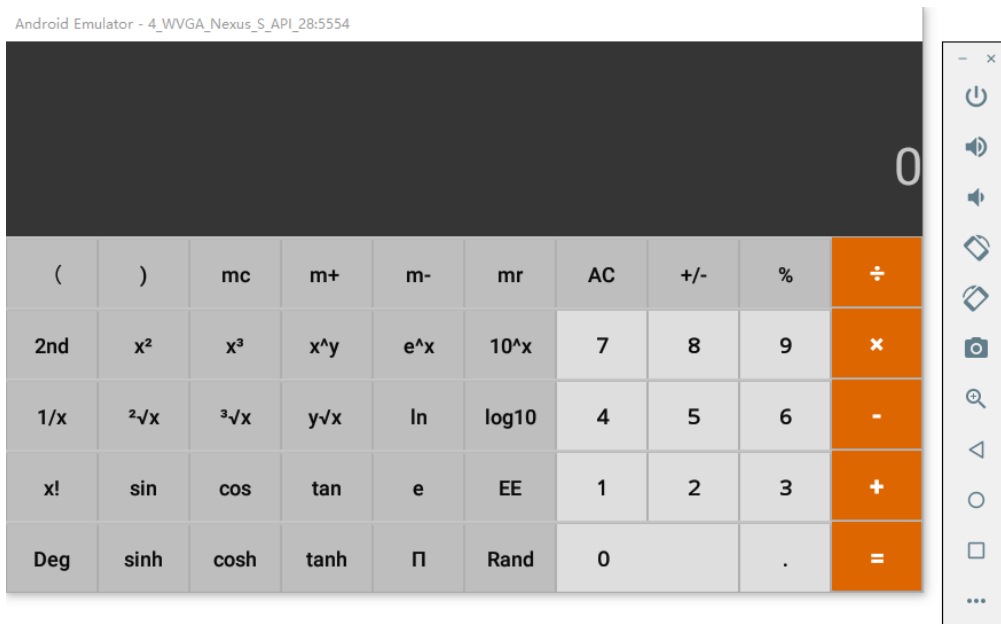 Android Emulator - 4_WVGA_Nexus_S_API_28:5554
0
( ) mc m+ m- mr AC +/- % ÷
2nd x² x³ x^y e^x 10^x 7 8 9 ×
1/x ²√x ³√x y√x ln log10 4 5 6 -
x! sin cos tan e EE 1 2 3 +
Deg sinh cosh tanh Π Rand 0 . =